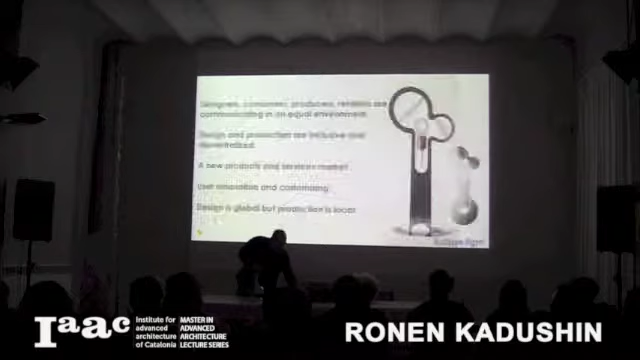 Designers, consumers, producers, retailers are
communicating in an equal environment.
Design and production are inclusive and
decentralized.
A new products and services market
User innovation and customizing
Design is global but production is local
Iaac
Institute for
advanced
architecture
of Catalonia
MASTER IN
ADVANCED
ARCHITECTURE
LECTURE SERIES
RONEN KADUSHIN